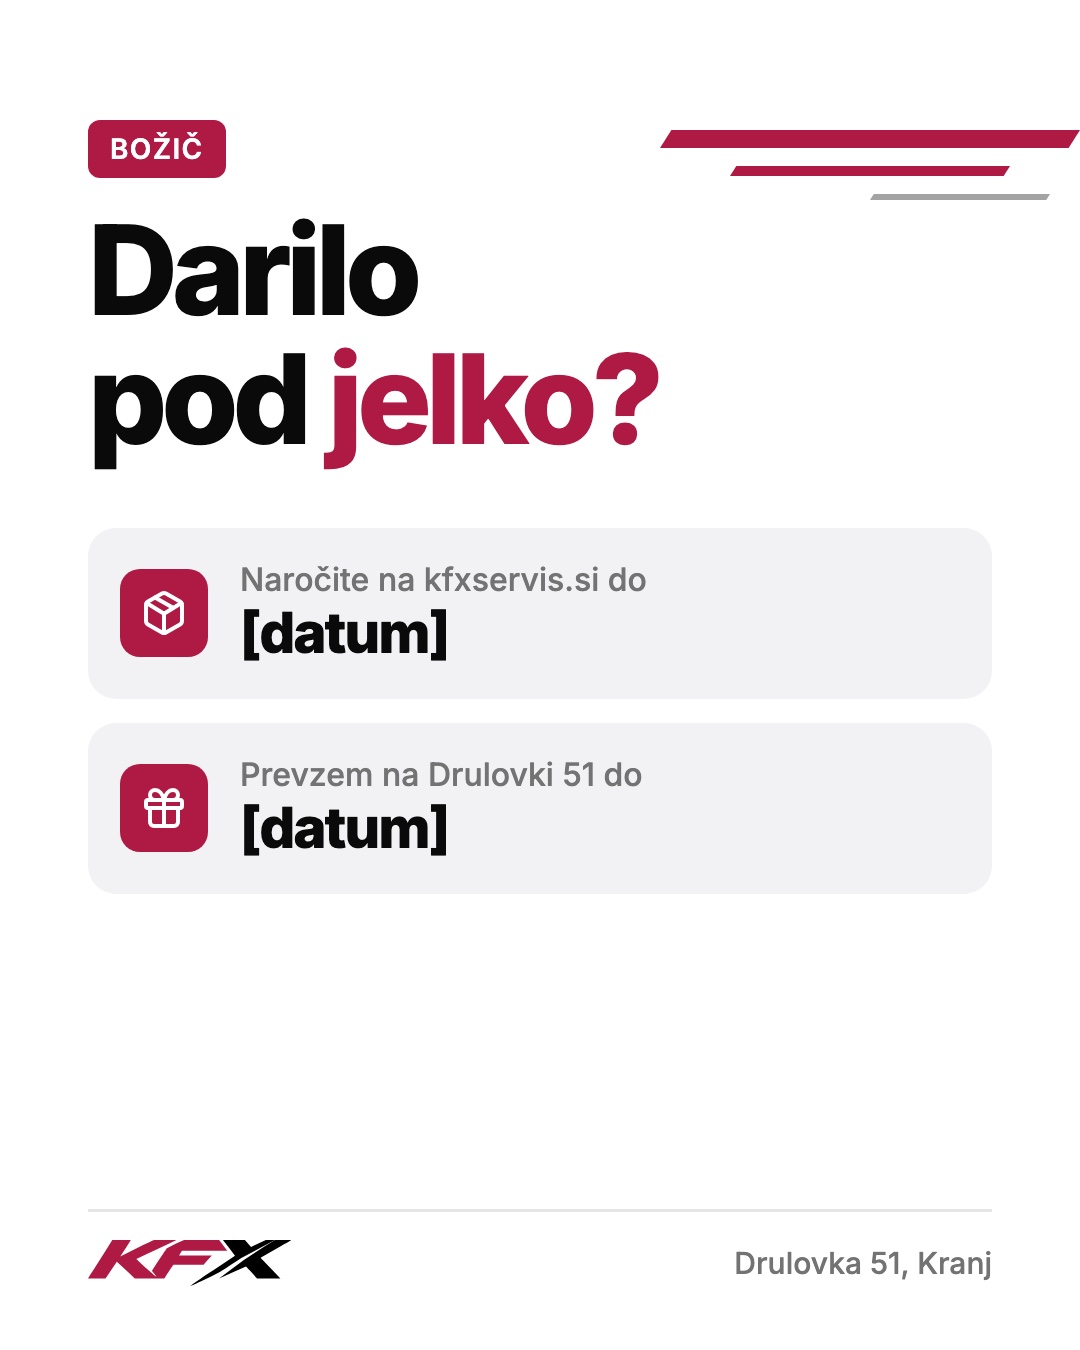 BOŽIČ
Darilo
pod jelko?
Naročite na kfxservis.si do
[datum]
Prevzem na Drulovki 51 do
[datum]
KFX
Drulovka 51, Kranj